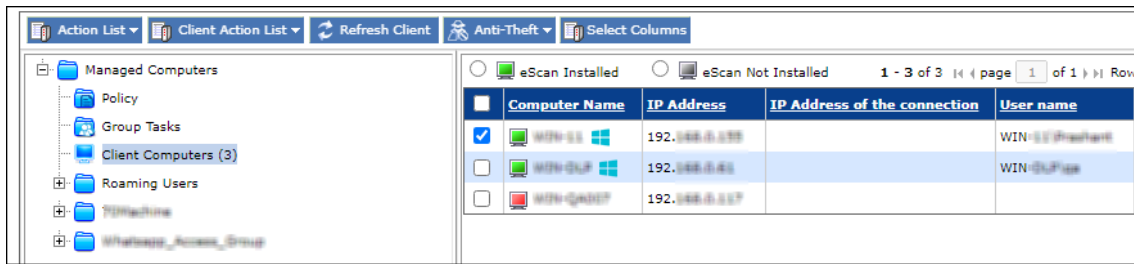 Action List Client Action List Refresh Client Anti-Theft Select Columns
Managed Computers
Policy
Group Tasks
Client Computers (3)
Roaming Users
eScan Installed eScan Not Installed 1 - 3 of 3 page 1 of 1 Row
Computer Name IP Address IP Address of the connection User name
192. WIN
192. WIN
192.